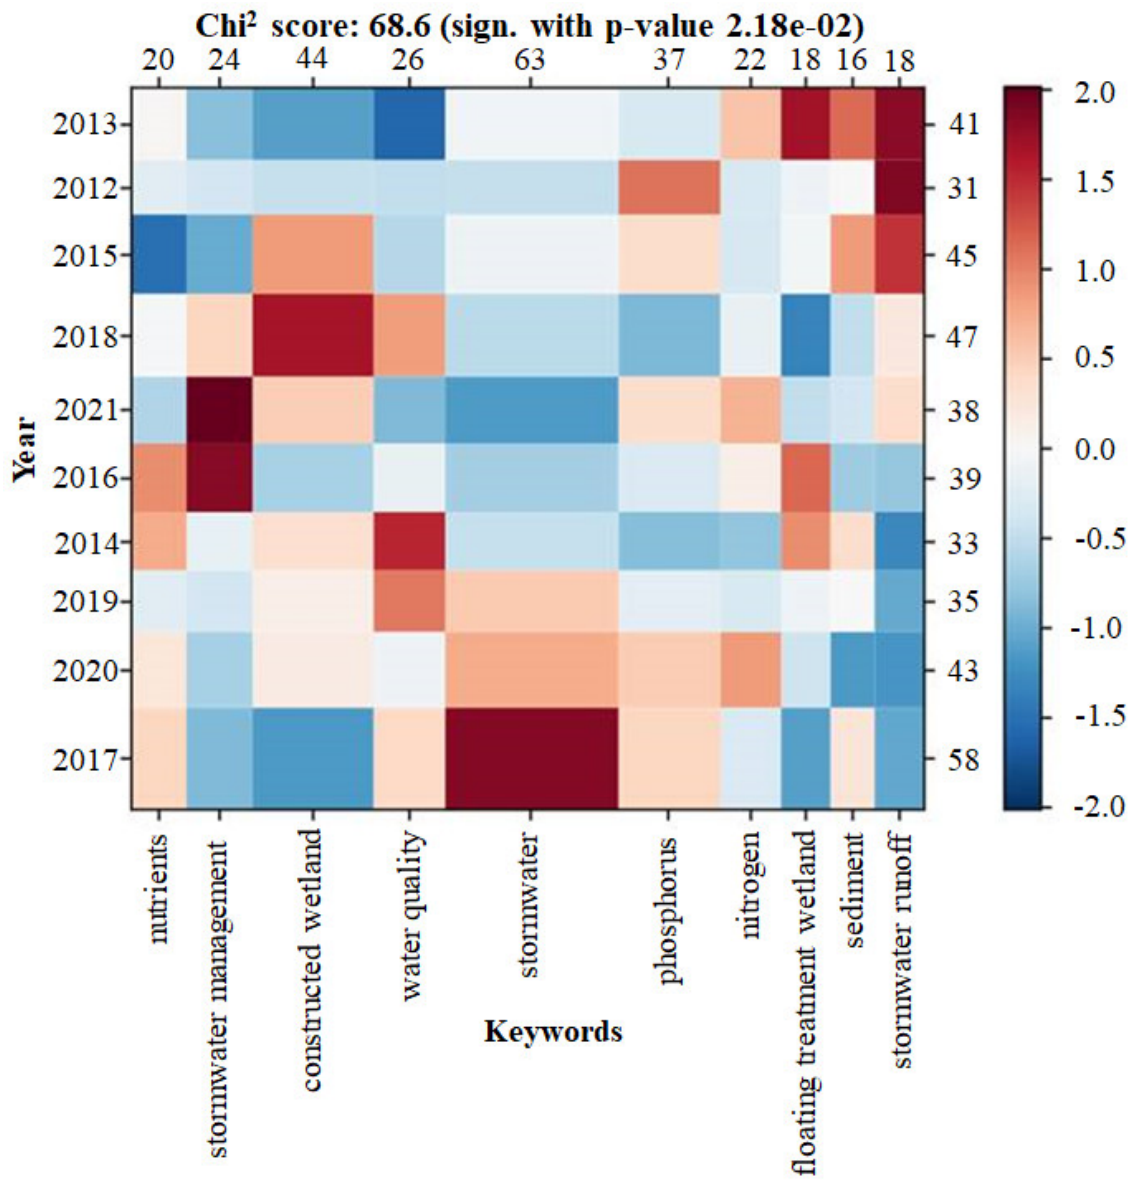 Chi² score: 68.6 (sign. with p-value 2.18e-02)
20 24 44 26 63 37 22 18 16 18
2013 41 2.0
2012 31 1.5
2015 45 1.0
2018 47 0.5
2021 38 0.0
2016 39 -0.5
2014 33 -1.0
2019 35 -1.5
2020 43 -2.0
2017 58
Year
nutrients
stormwater management
constructed wetland
water quality
stormwater
phosphorus
nitrogen
floating treatment wetland
sediment
stormwater runoff
Keywords